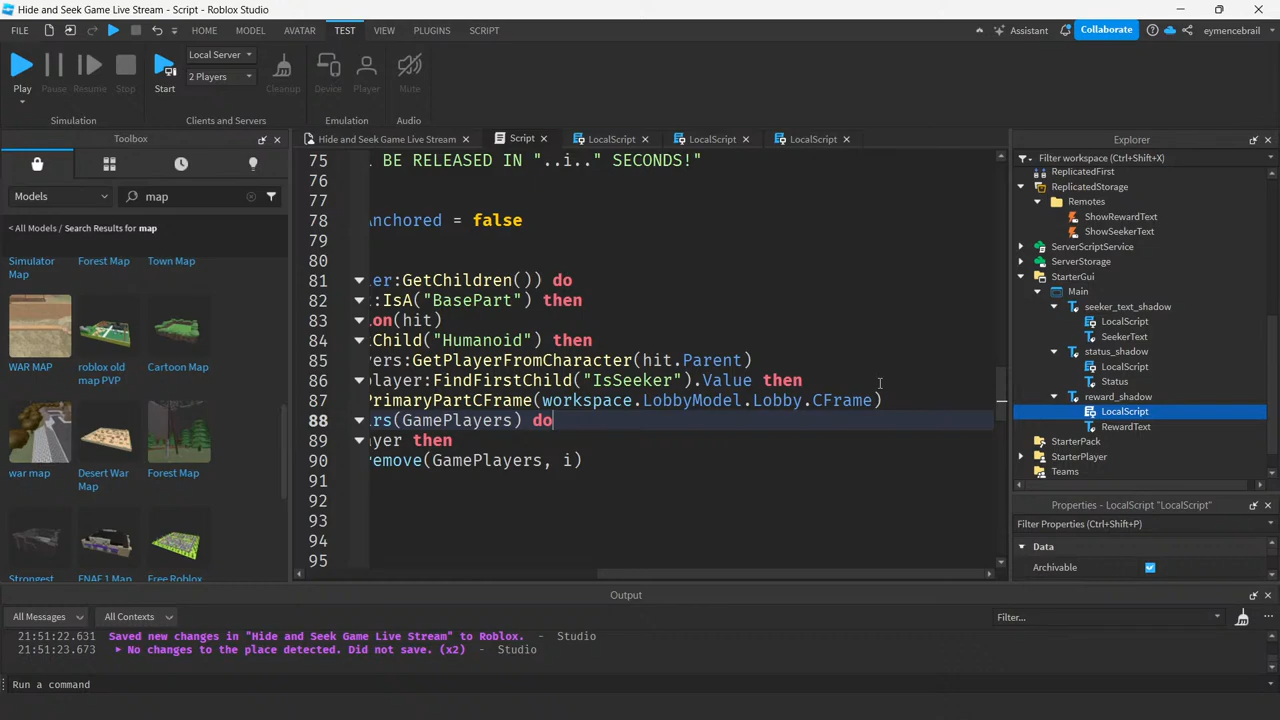 Hide and Seek Game Live Stream - Script - Roblox Studio
FILE HOME MODEL AVATAR TEST VIEW PLUGINS SCRIPT Assistant Collaborate eymencebrail
Local Server
2 Players
Play Pause Resume Stop Start Cleanup Device Player Mute
Simulation Clients and Servers Emulation Audio
Toolbox
Models map
< All Models / Search Results for map
Simulator Map
Forest Map
Town Map
WAR MAP
roblox old map PVP
Cartoon Map
war map
Desert War Map
Forest Map
Strongest
FNAF 1 Map
Free Roblox
Hide and Seek Game Live Stream Script LocalScript LocalScript LocalScript
75 L BE RELEASED IN "..i.." SECONDS!"
76
77
78 Anchored = false
79
80
81 er:GetChildren()) do
82 :IsA("BasePart") then
83 ion(hit)
84 tChild("Humanoid") then
85 yers:GetPlayerFromCharacter(hit.Parent)
86 player:FindFirstChild("IsSeeker").Value then
87 PrimaryPartCFrame(workspace.LobbyModel.Lobby.CFrame)
88 irs(GamePlayers) do
89 ayer then
90 remove(GamePlayers, i)
91
92
93
94
95
Explorer
Filter workspace (Ctrl+Shift+X)
ReplicatedFirst
ReplicatedStorage
Remotes
ShowRewardText
ShowSeekerText
ServerScriptService
ServerStorage
StarterGui
Main
seeker_text_shadow
LocalScript
SeekerText
status_shadow
LocalScript
Status
reward_shadow
LocalScript
RewardText
StarterPack
StarterPlayer
Teams
Properties - LocalScript "LocalScript"
Filter Properties (Ctrl+Shift+P)
Data
Archivable
Output
All Messages All Contexts Filter...
21:51:22.631 Saved new changes in "Hide and Seek Game Live Stream" to Roblox. - Studio
21:51:23.673 No changes to the place detected. Did not save. (x2) - Studio
Run a command